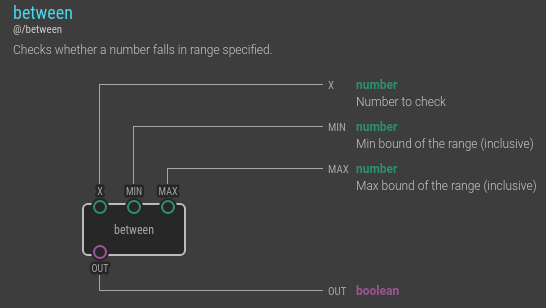 between
@/between
Checks whether a number falls in range specified.
X number
Number to check
MIN number
Min bound of the range (inclusive)
MAX number
Max bound of the range (inclusive)
X MIN MAX
between
OUT
OUT boolean